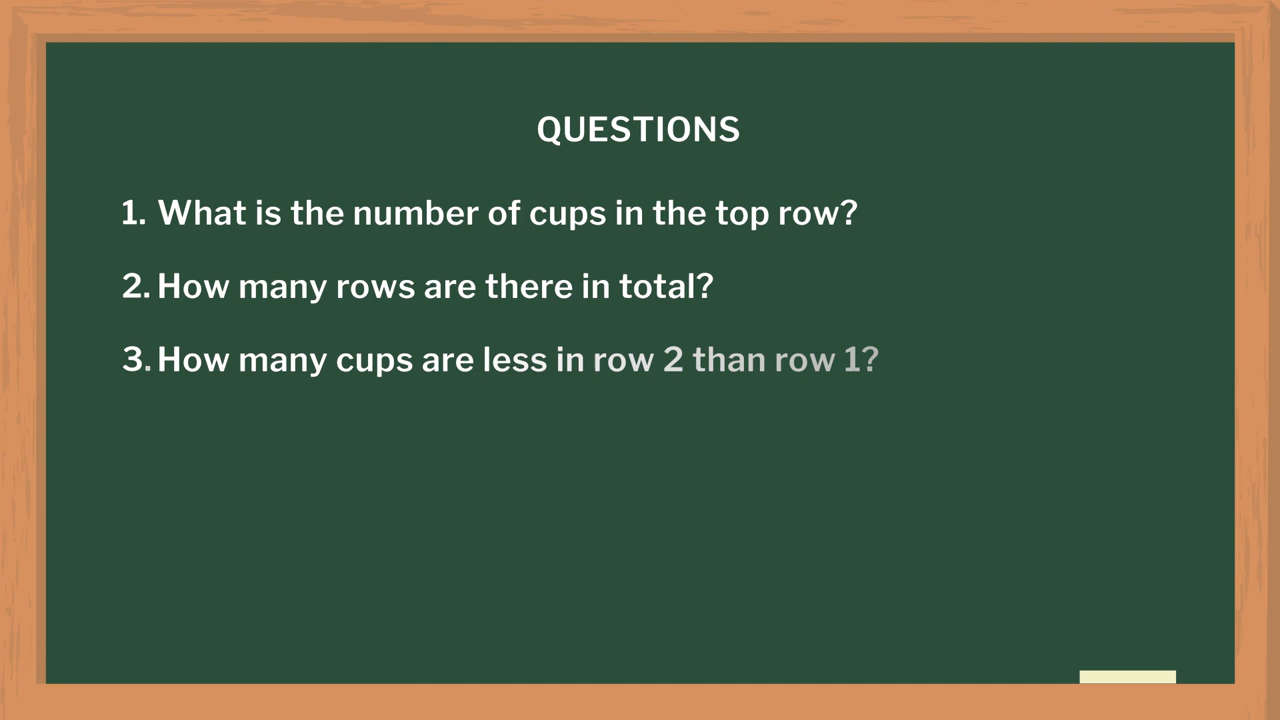 QUESTIONS
1. What is the number of cups in the top row?
2. How many rows are there in total?
3. How many cups are less in row 2 than row 1?